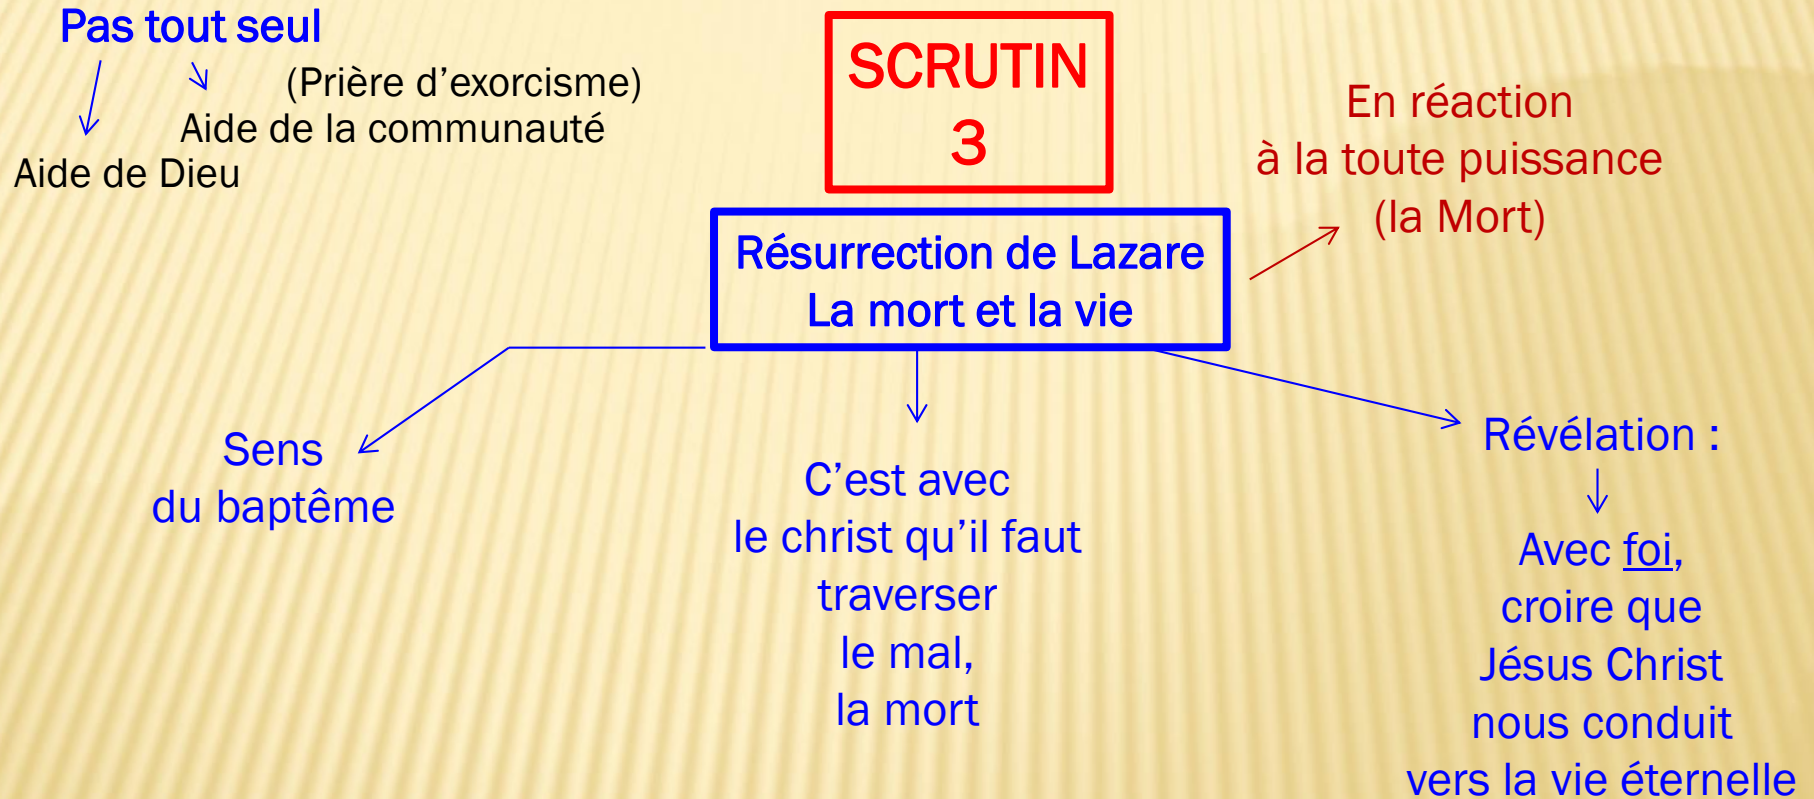 Pas tout seul
(Prière d’exorcisme)
Aide de la communauté
Aide de Dieu
SCRUTIN
3
En réaction
à la toute puissance
(la Mort)
Résurrection de Lazare
La mort et la vie
Sens
du baptême
C’est avec
le christ qu’il faut
traverser
le mal,
la mort
Révélation :
Avec foi,
croire que
Jésus Christ
nous conduit
vers la vie éternelle